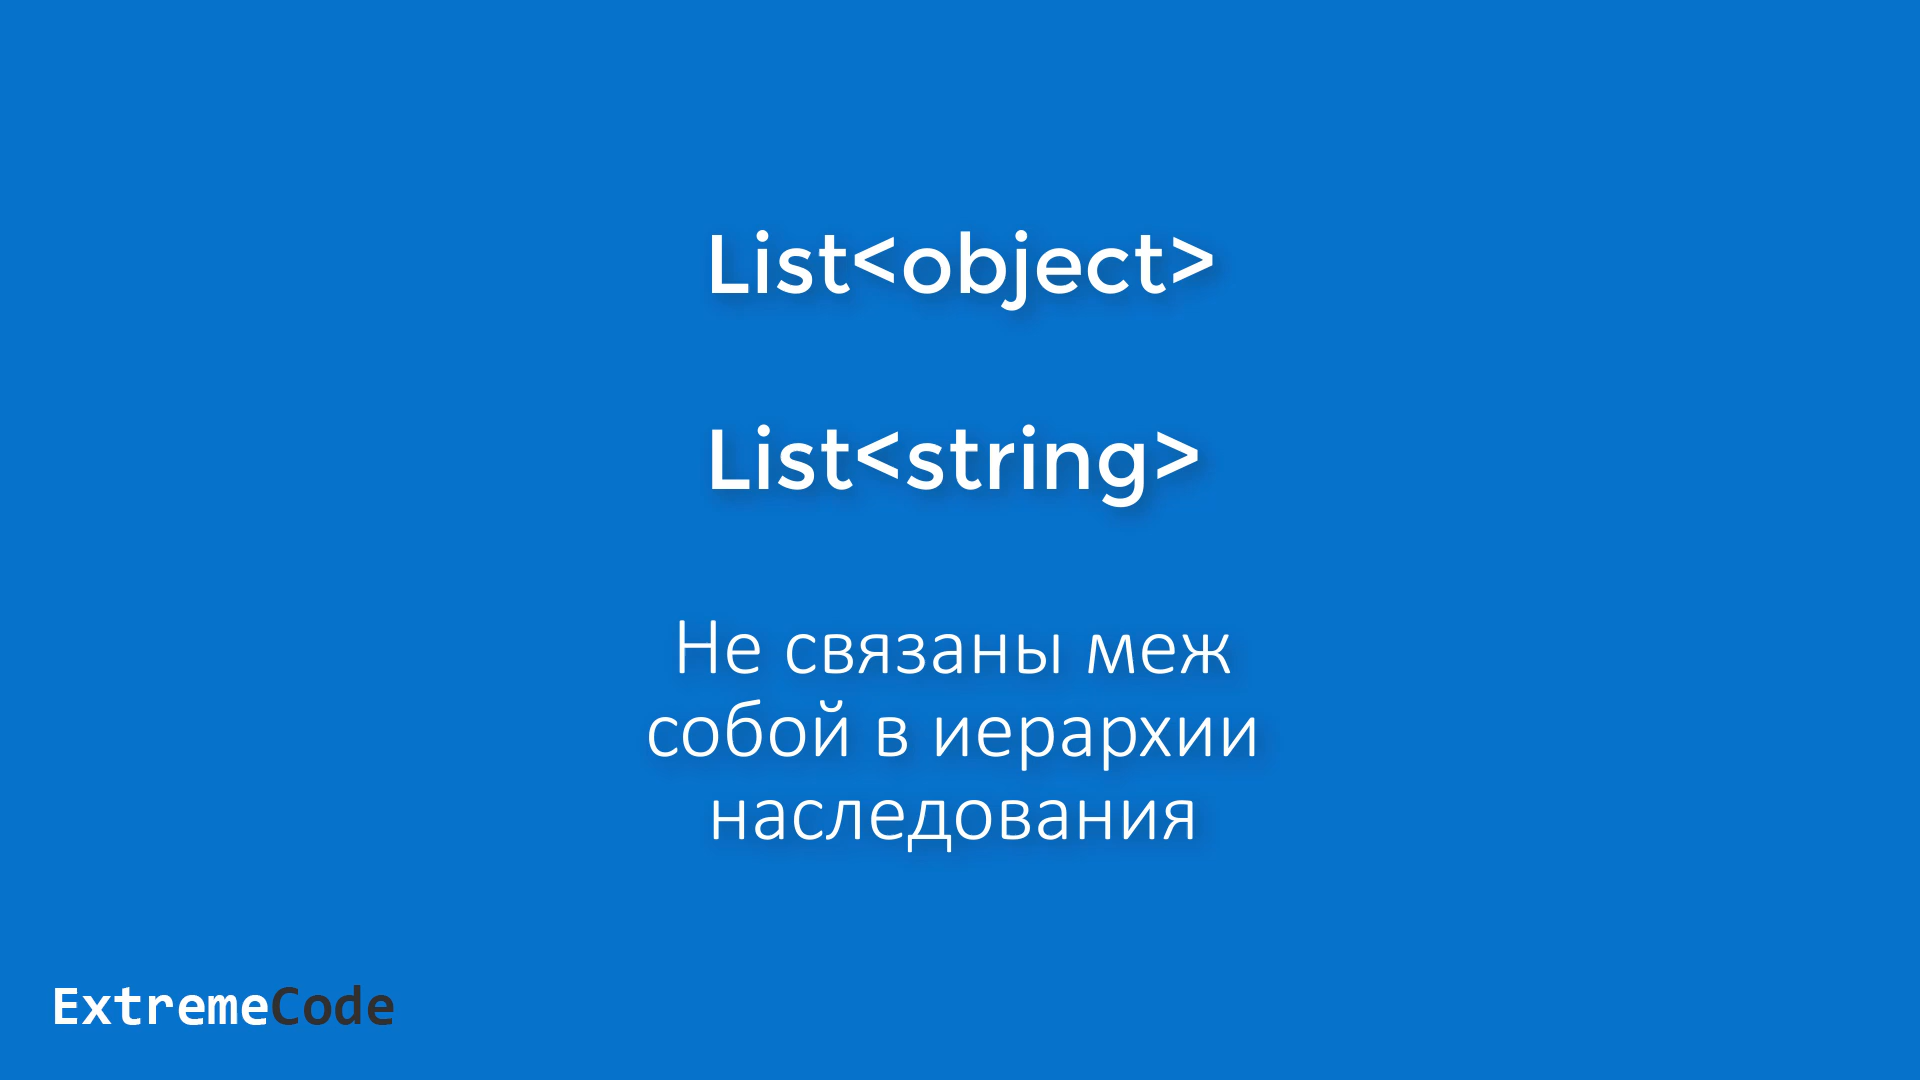 List<object>
List<string>
Не связаны меж
собой в иерархии
наследования
ExtremeCode